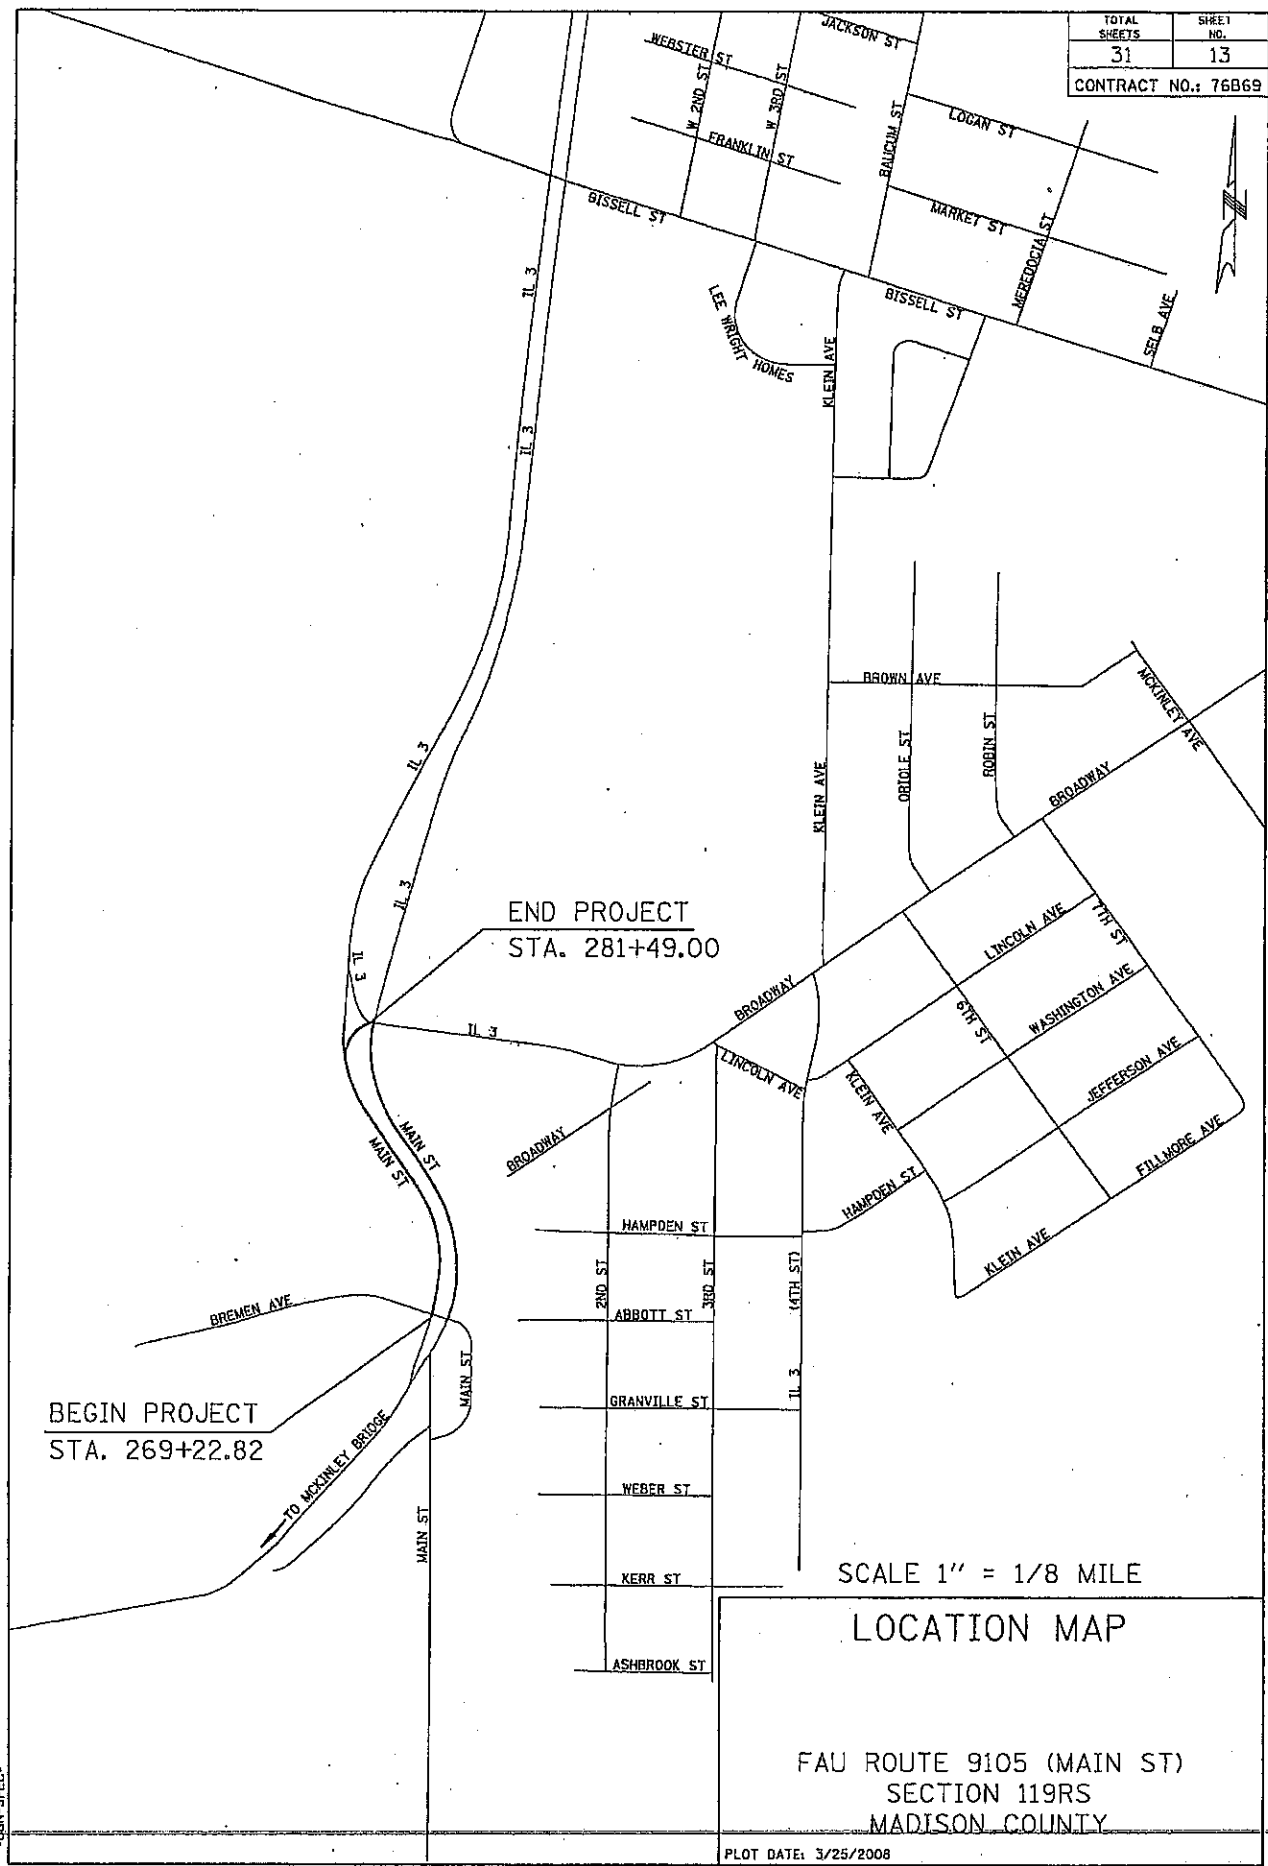 TOTAL SHEETS
SHEET NO.
31
13
CONTRACT NO.: 76B69
JACKSON ST
WEBSTER ST
W 2ND ST
W 3RD ST
BAUCUM ST
LOGAN ST
FRANKLIN ST
BISSELL ST
MARKET ST
MEREDOCIA ST
N
IL 3
LEE WRIGHT HOMES
BISSELL ST
SELB AVE
KLEIN AVE
IL 3
BROWN AVE
MCKINLEY AVE
IL 3
ORIOLE ST
ROBIN ST
KLEIN AVE
BROADWAY
IL 3
END PROJECT
STA. 281+49.00
LINCOLN AVE
7TH ST
IL 3
BROADWAY
WASHINGTON AVE
6TH ST
IL 3
LINCOLN AVE
KLEIN AVE
JEFFERSON AVE
MAIN ST
MAIN ST
BROADWAY
FILLMORE AVE
HAMPDEN ST
HAMPDEN ST
KLEIN AVE
2ND ST
3RD ST
(4TH ST)
BREMEN AVE
ABBOTT ST
MAIN ST
IL 3
GRANVILLE ST
BEGIN PROJECT
STA. 269+22.82
TO MCKINLEY BRIDGE
WEBER ST
MAIN ST
KERR ST
SCALE 1" = 1/8 MILE
ASHBROOK ST
LOCATION MAP
FAU ROUTE 9105 (MAIN ST)
SECTION 119RS
MADISON COUNTY
PLOT DATE: 3/25/2008